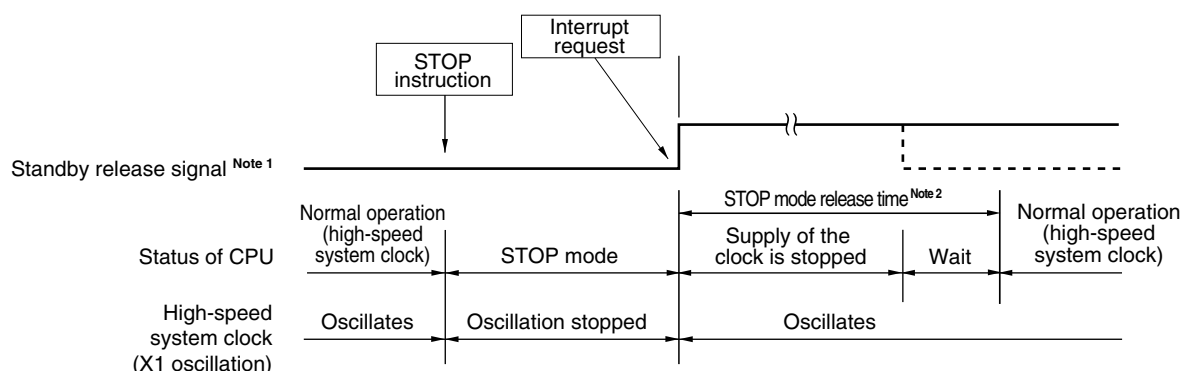 Interrupt
request
STOP
instruction
Standby release signal Note 1
STOP mode release time Note 2
Status of CPU
Normal operation
(high-speed
system clock)
STOP mode
Supply of the
clock is stopped
Wait
Normal operation
(high-speed
system clock)
High-speed
system clock
(X1 oscillation)
Oscillates
Oscillation stopped
Oscillates